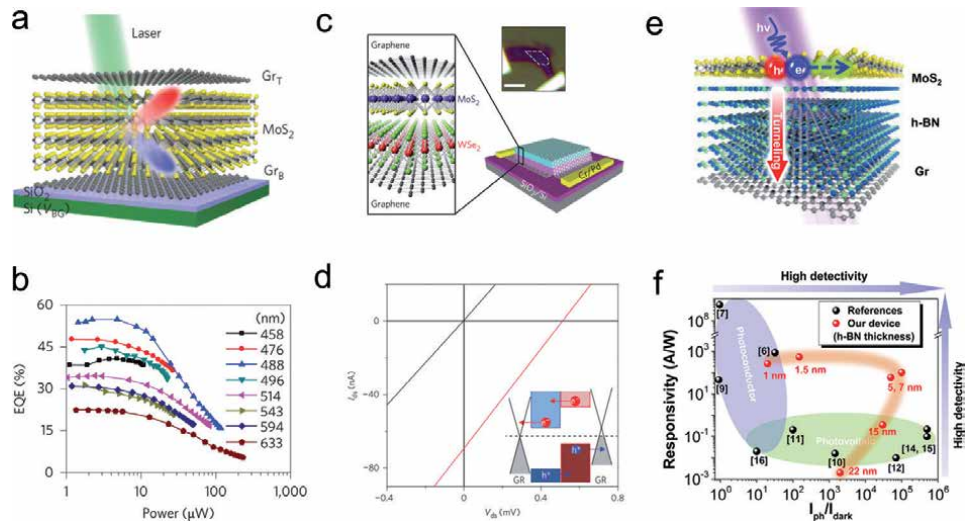 a
Laser
Gr_T
MoS_2
Gr_B
SiO_2
Si (V_BG)
b
EQE (%)
60
45
30
15
0
1
10
100
1,000
Power (μW)
(nm)
458
476
488
496
514
543
594
633
c
Graphene
MoS_2
WSe_2
Graphene
Cr/Pd
SiO_2/Si
d
I_ds (nA)
0
−40
−80
−0.4
0
0.4
0.8
V_ds (mV)
GR
GR
h^+
h^+
e
hν
h
e
MoS_2
h-BN
Gr
Tunneling
f
High detectivity
High detectivity
Responsivity (A/W)
10^6
10^3
10^1
10^-1
10^-3
10^0
10^1
10^2
10^3
10^4
10^5
10^6
I_ph/I_dark
References
Our device
(h-BN thickness)
Photoconductor
Photovoltaic
[7]
[6]
[9]
1 nm
1.5 nm
5, 7 nm
15 nm
22 nm
[11]
[16]
[10]
[12]
[14, 15]